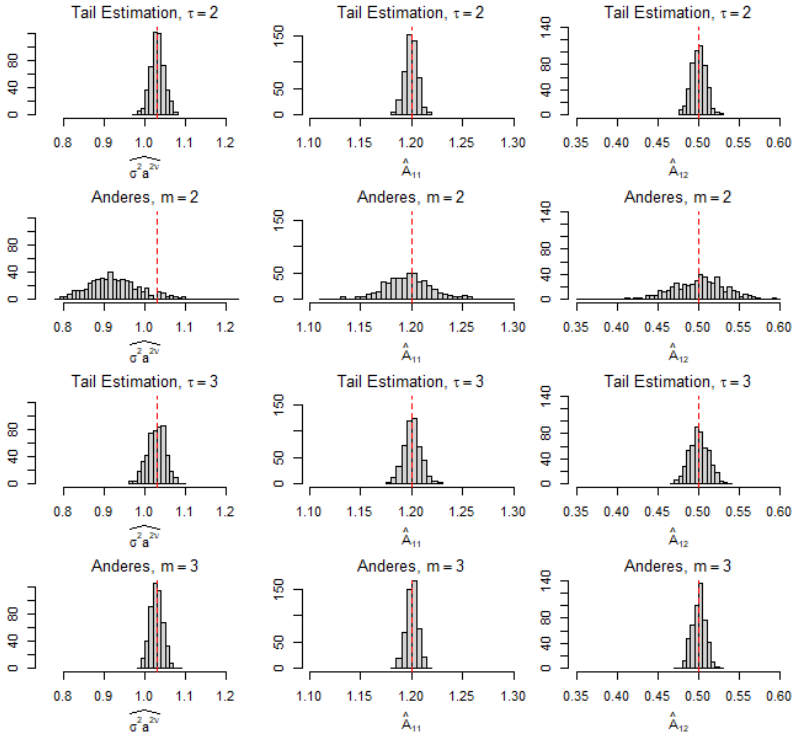 Tail Estimation, τ = 2
0 40 80
0.8 0.9 1.0 1.1 1.2
σ²a²ᵛ
Tail Estimation, τ = 2
0 50 150
1.10 1.15 1.20 1.25 1.30
Â₁₁
Tail Estimation, τ = 2
0 40 80 140
0.35 0.40 0.45 0.50 0.55 0.60
Â₁₂
Anderes, m = 2
0 40 80
0.8 0.9 1.0 1.1 1.2
σ²a²ᵛ
Anderes, m = 2
0 50 150
1.10 1.15 1.20 1.25 1.30
Â₁₁
Anderes, m = 2
0 40 80 140
0.35 0.40 0.45 0.50 0.55 0.60
Â₁₂
Tail Estimation, τ = 3
0 40 80
0.8 0.9 1.0 1.1 1.2
σ²a²ᵛ
Tail Estimation, τ = 3
0 50 150
1.10 1.15 1.20 1.25 1.30
Â₁₁
Tail Estimation, τ = 3
0 40 80 140
0.35 0.40 0.45 0.50 0.55 0.60
Â₁₂
Anderes, m = 3
0 40 80
0.8 0.9 1.0 1.1 1.2
σ²a²ᵛ
Anderes, m = 3
0 50 150
1.10 1.15 1.20 1.25 1.30
Â₁₁
Anderes, m = 3
0 40 80 140
0.35 0.40 0.45 0.50 0.55 0.60
Â₁₂